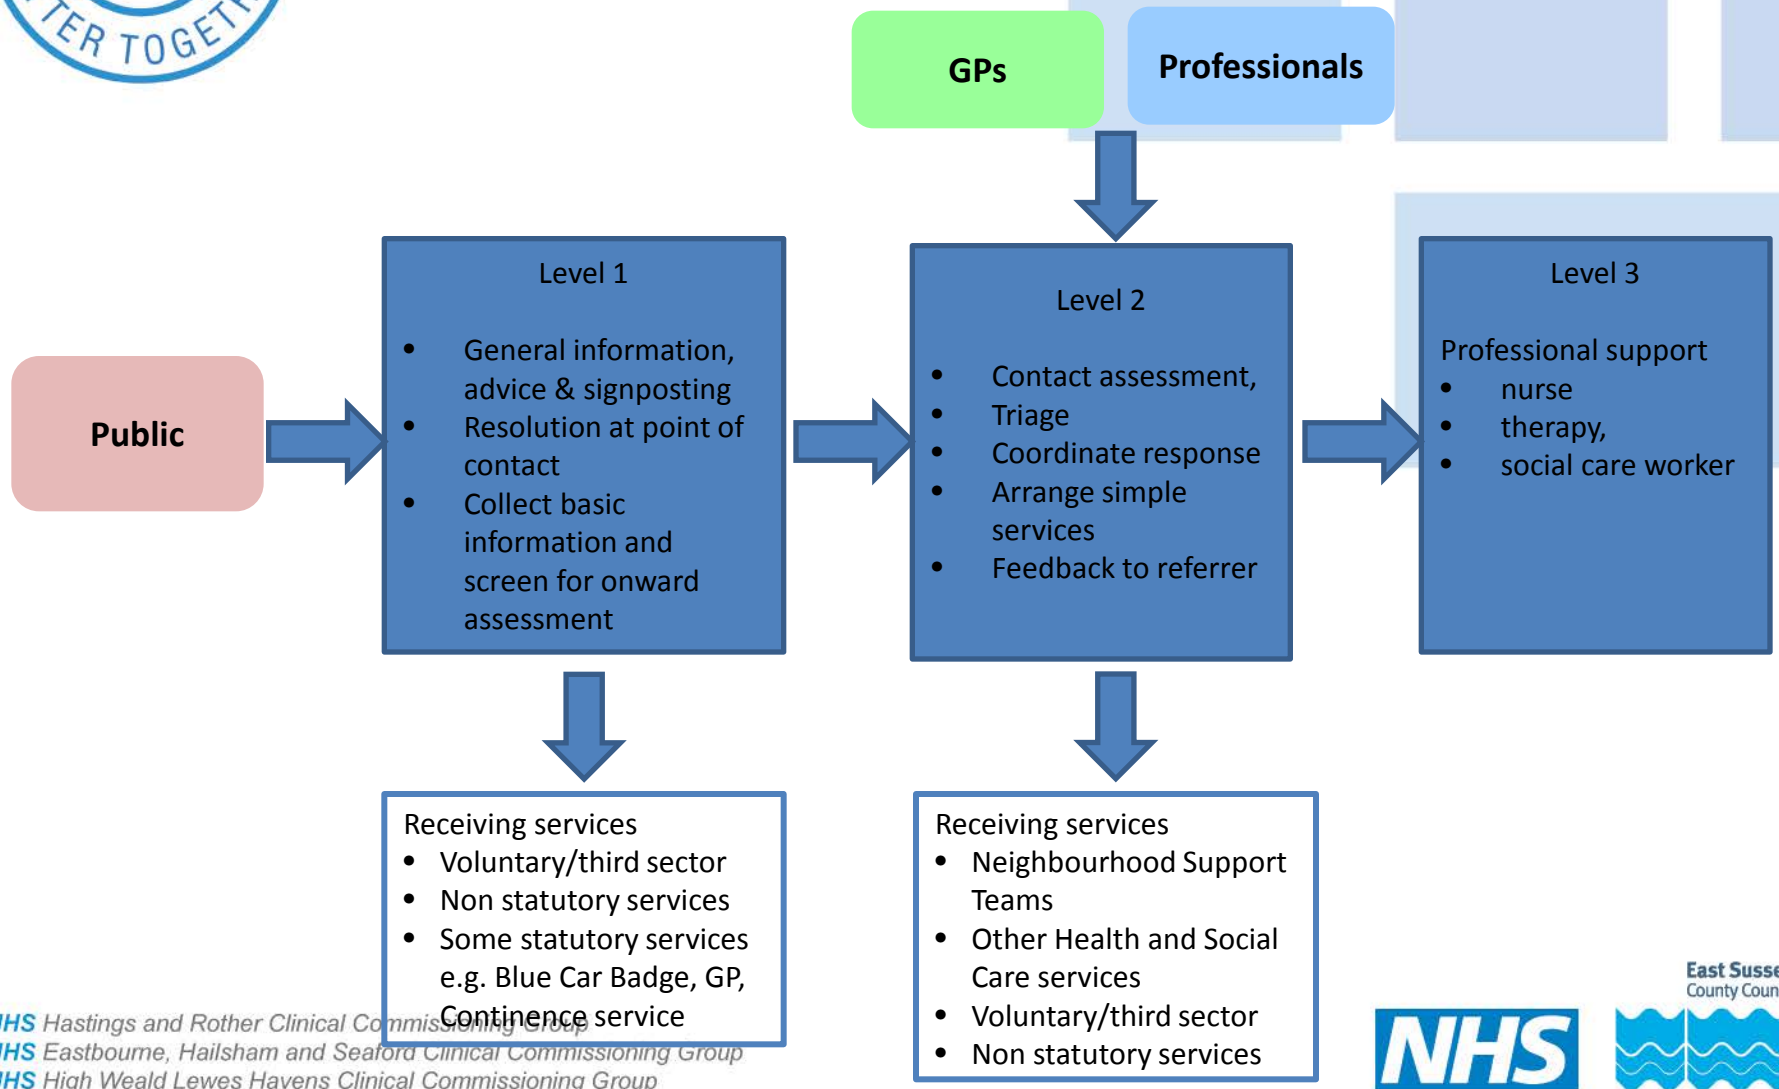 TOGETH
GPs
Professionals
Public
Level 1
• General information,
advice & signposting
• Resolution at point of
contact
• Collect basic
information and
screen for onward
assessment
Level 2
• Contact assessment,
• Triage
• Coordinate response
• Arrange simple
services
• Feedback to referrer
Level 3
Professional support
• nurse
• therapy,
• social care worker
Receiving services
• Voluntary/third sector
• Non statutory services
• Some statutory services
e.g. Blue Car Badge, GP,
Continence service
Receiving services
• Neighbourhood Support
Teams
• Other Health and Social
Care services
• Voluntary/third sector
• Non statutory services
NHS Hastings and Rother Clinical Commissioning Group
NHS Eastbourne, Hailsham and Seaford Clinical Commissioning Group
NHS High Weald Lewes Havens Clinical Commissioning Group
NHS
East Susse
County Coun